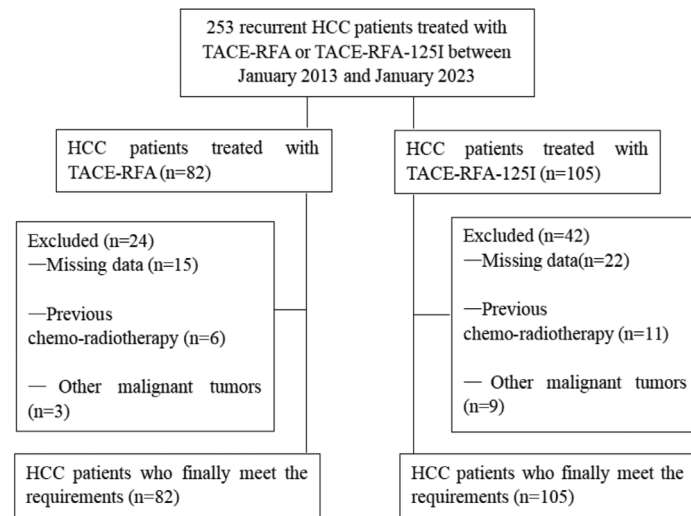 253 recurrent HCC patients treated with
TACE-RFA or TACE-RFA-125I between
January 2013 and January 2023
HCC patients treated with
TACE-RFA (n=82)
HCC patients treated with
TACE-RFA-125I (n=105)
Excluded (n=24)
—Missing data (n=15)
—Previous
chemo-radiotherapy (n=6)
— Other malignant tumors
(n=3)
Excluded (n=42)
—Missing data(n=22)
—Previous
chemo-radiotherapy (n=11)
— Other malignant tumors
(n=9)
HCC patients who finally meet the
requirements (n=82)
HCC patients who finally meet the
requirements (n=105)